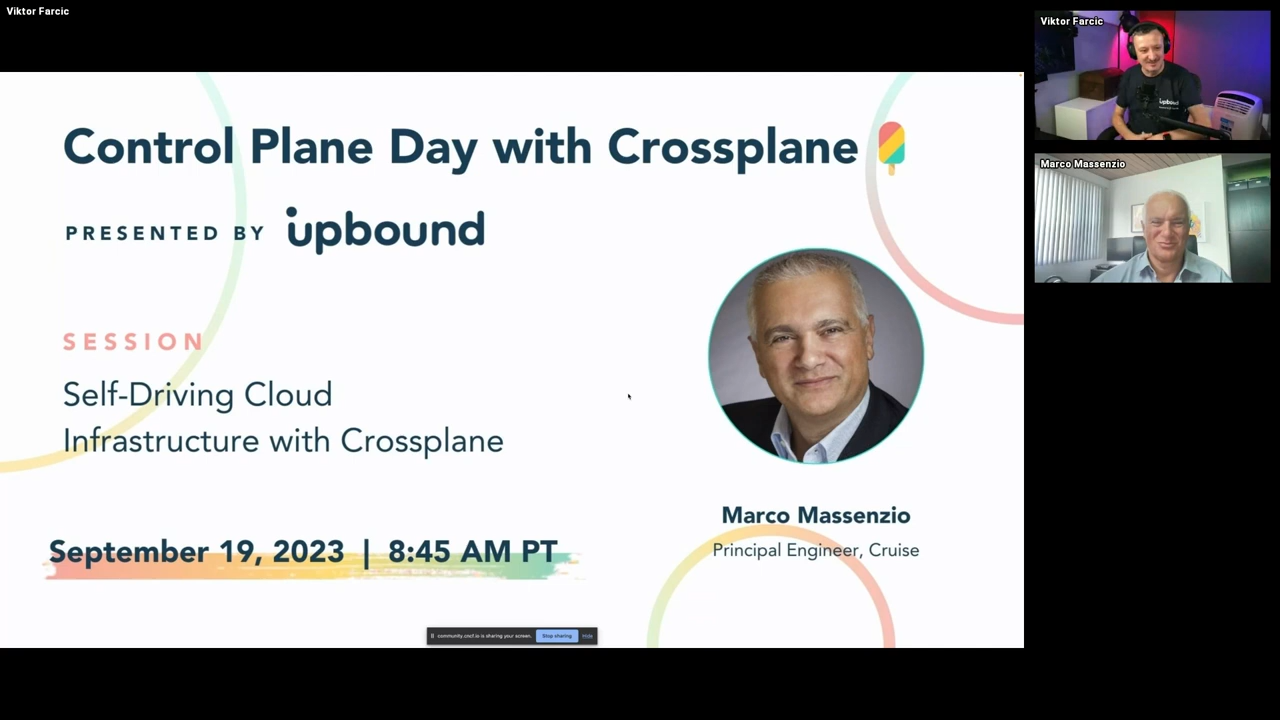 Viktor Farcic
Control Plane Day with Crossplane
PRESENTED BY upbound
SESSION
Self-Driving Cloud
Infrastructure with Crossplane
September 19, 2023 | 8:45 AM PT
Marco Massenzio
Principal Engineer, Cruise
community.cncf.io is sharing your screen. Stop sharing Hide
Viktor Farcic
upbound
Marco Massenzio